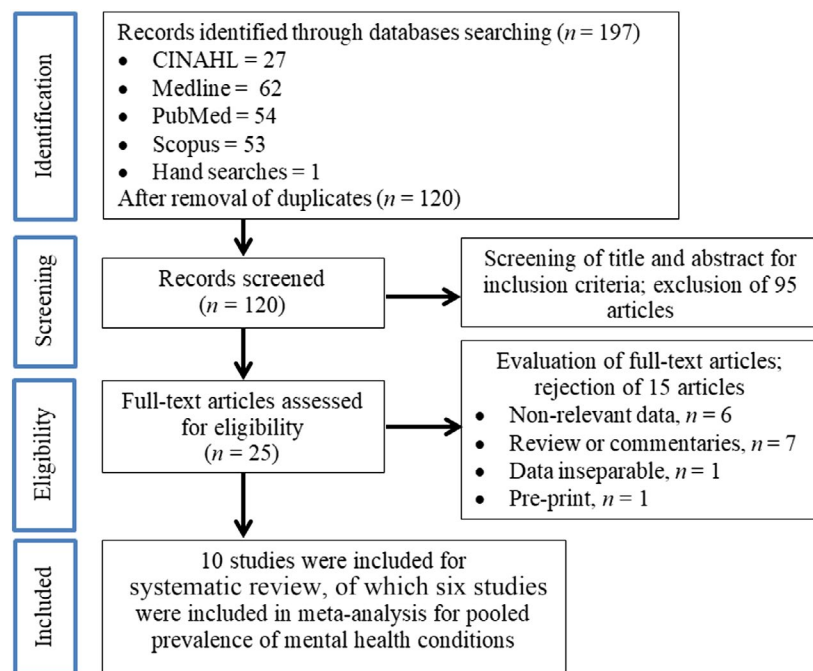 Identification
Records identified through databases searching (n = 197)
• CINAHL = 27
• Medline = 62
• PubMed = 54
• Scopus = 53
• Hand searches = 1
After removal of duplicates (n = 120)
Screening
Records screened
(n = 120)
Screening of title and abstract for
inclusion criteria; exclusion of 95
articles
Eligibility
Full-text articles assessed
for eligibility
(n = 25)
Evaluation of full-text articles;
rejection of 15 articles
• Non-relevant data, n = 6
• Review or commentaries, n = 7
• Data inseparable, n = 1
• Pre-print, n = 1
Included
10 studies were included for
systematic review, of which six studies
were included in meta-analysis for pooled
prevalence of mental health conditions